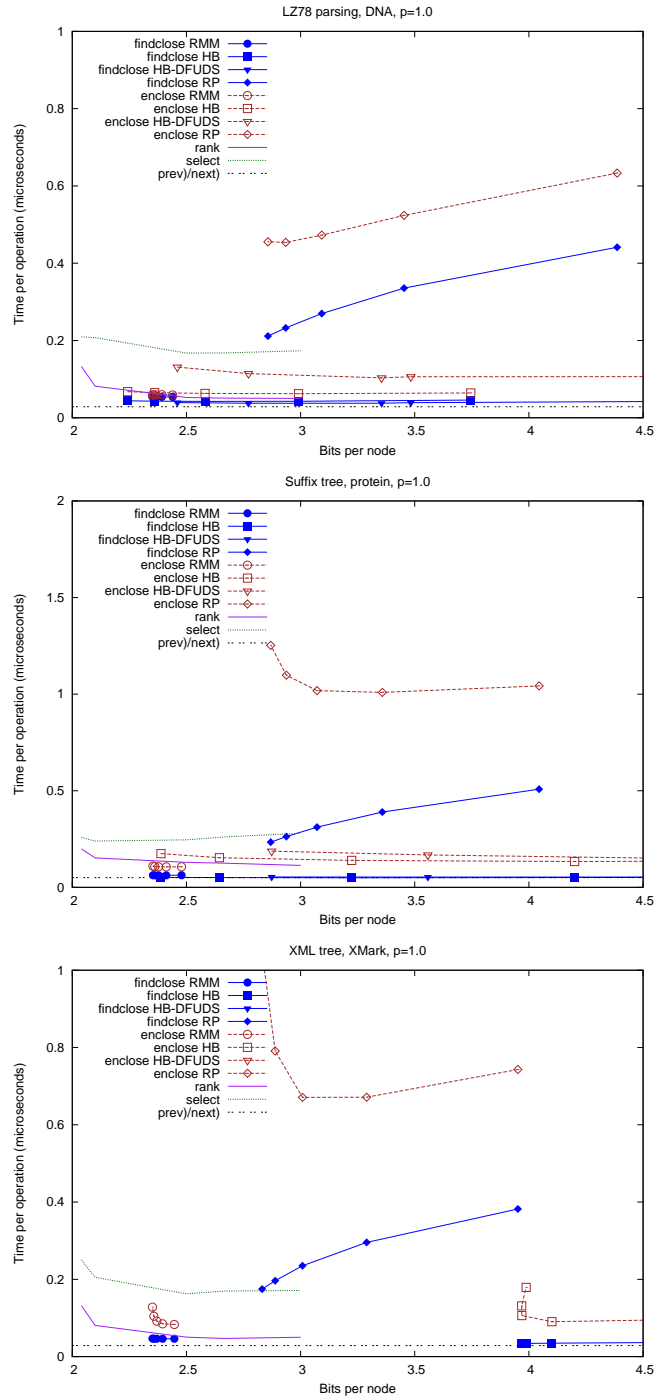 LZ78 parsing, DNA, p=1.0
1
0.8
0.6
0.4
0.2
0
Time per operation (microseconds)
findclose RMM
findclose HB
findclose HB-DFUDS
findclose RP
enclose RMM
enclose HB
enclose HB-DFUDS
enclose RP
rank
select
prev)/next)
2 2.5 3 3.5 4 4.5
Bits per node
Suffix tree, protein, p=1.0
2
1.5
1
0.5
0
Time per operation (microseconds)
findclose RMM
findclose HB
findclose HB-DFUDS
findclose RP
enclose RMM
enclose HB
enclose HB-DFUDS
enclose RP
rank
select
prev)/next)
2 2.5 3 3.5 4 4.5
Bits per node
XML tree, XMark, p=1.0
1
0.8
0.6
0.4
0.2
0
Time per operation (microseconds)
findclose RMM
findclose HB
findclose HB-DFUDS
findclose RP
enclose RMM
enclose HB
enclose HB-DFUDS
enclose RP
rank
select
prev)/next)
2 2.5 3 3.5 4 4.5
Bits per node